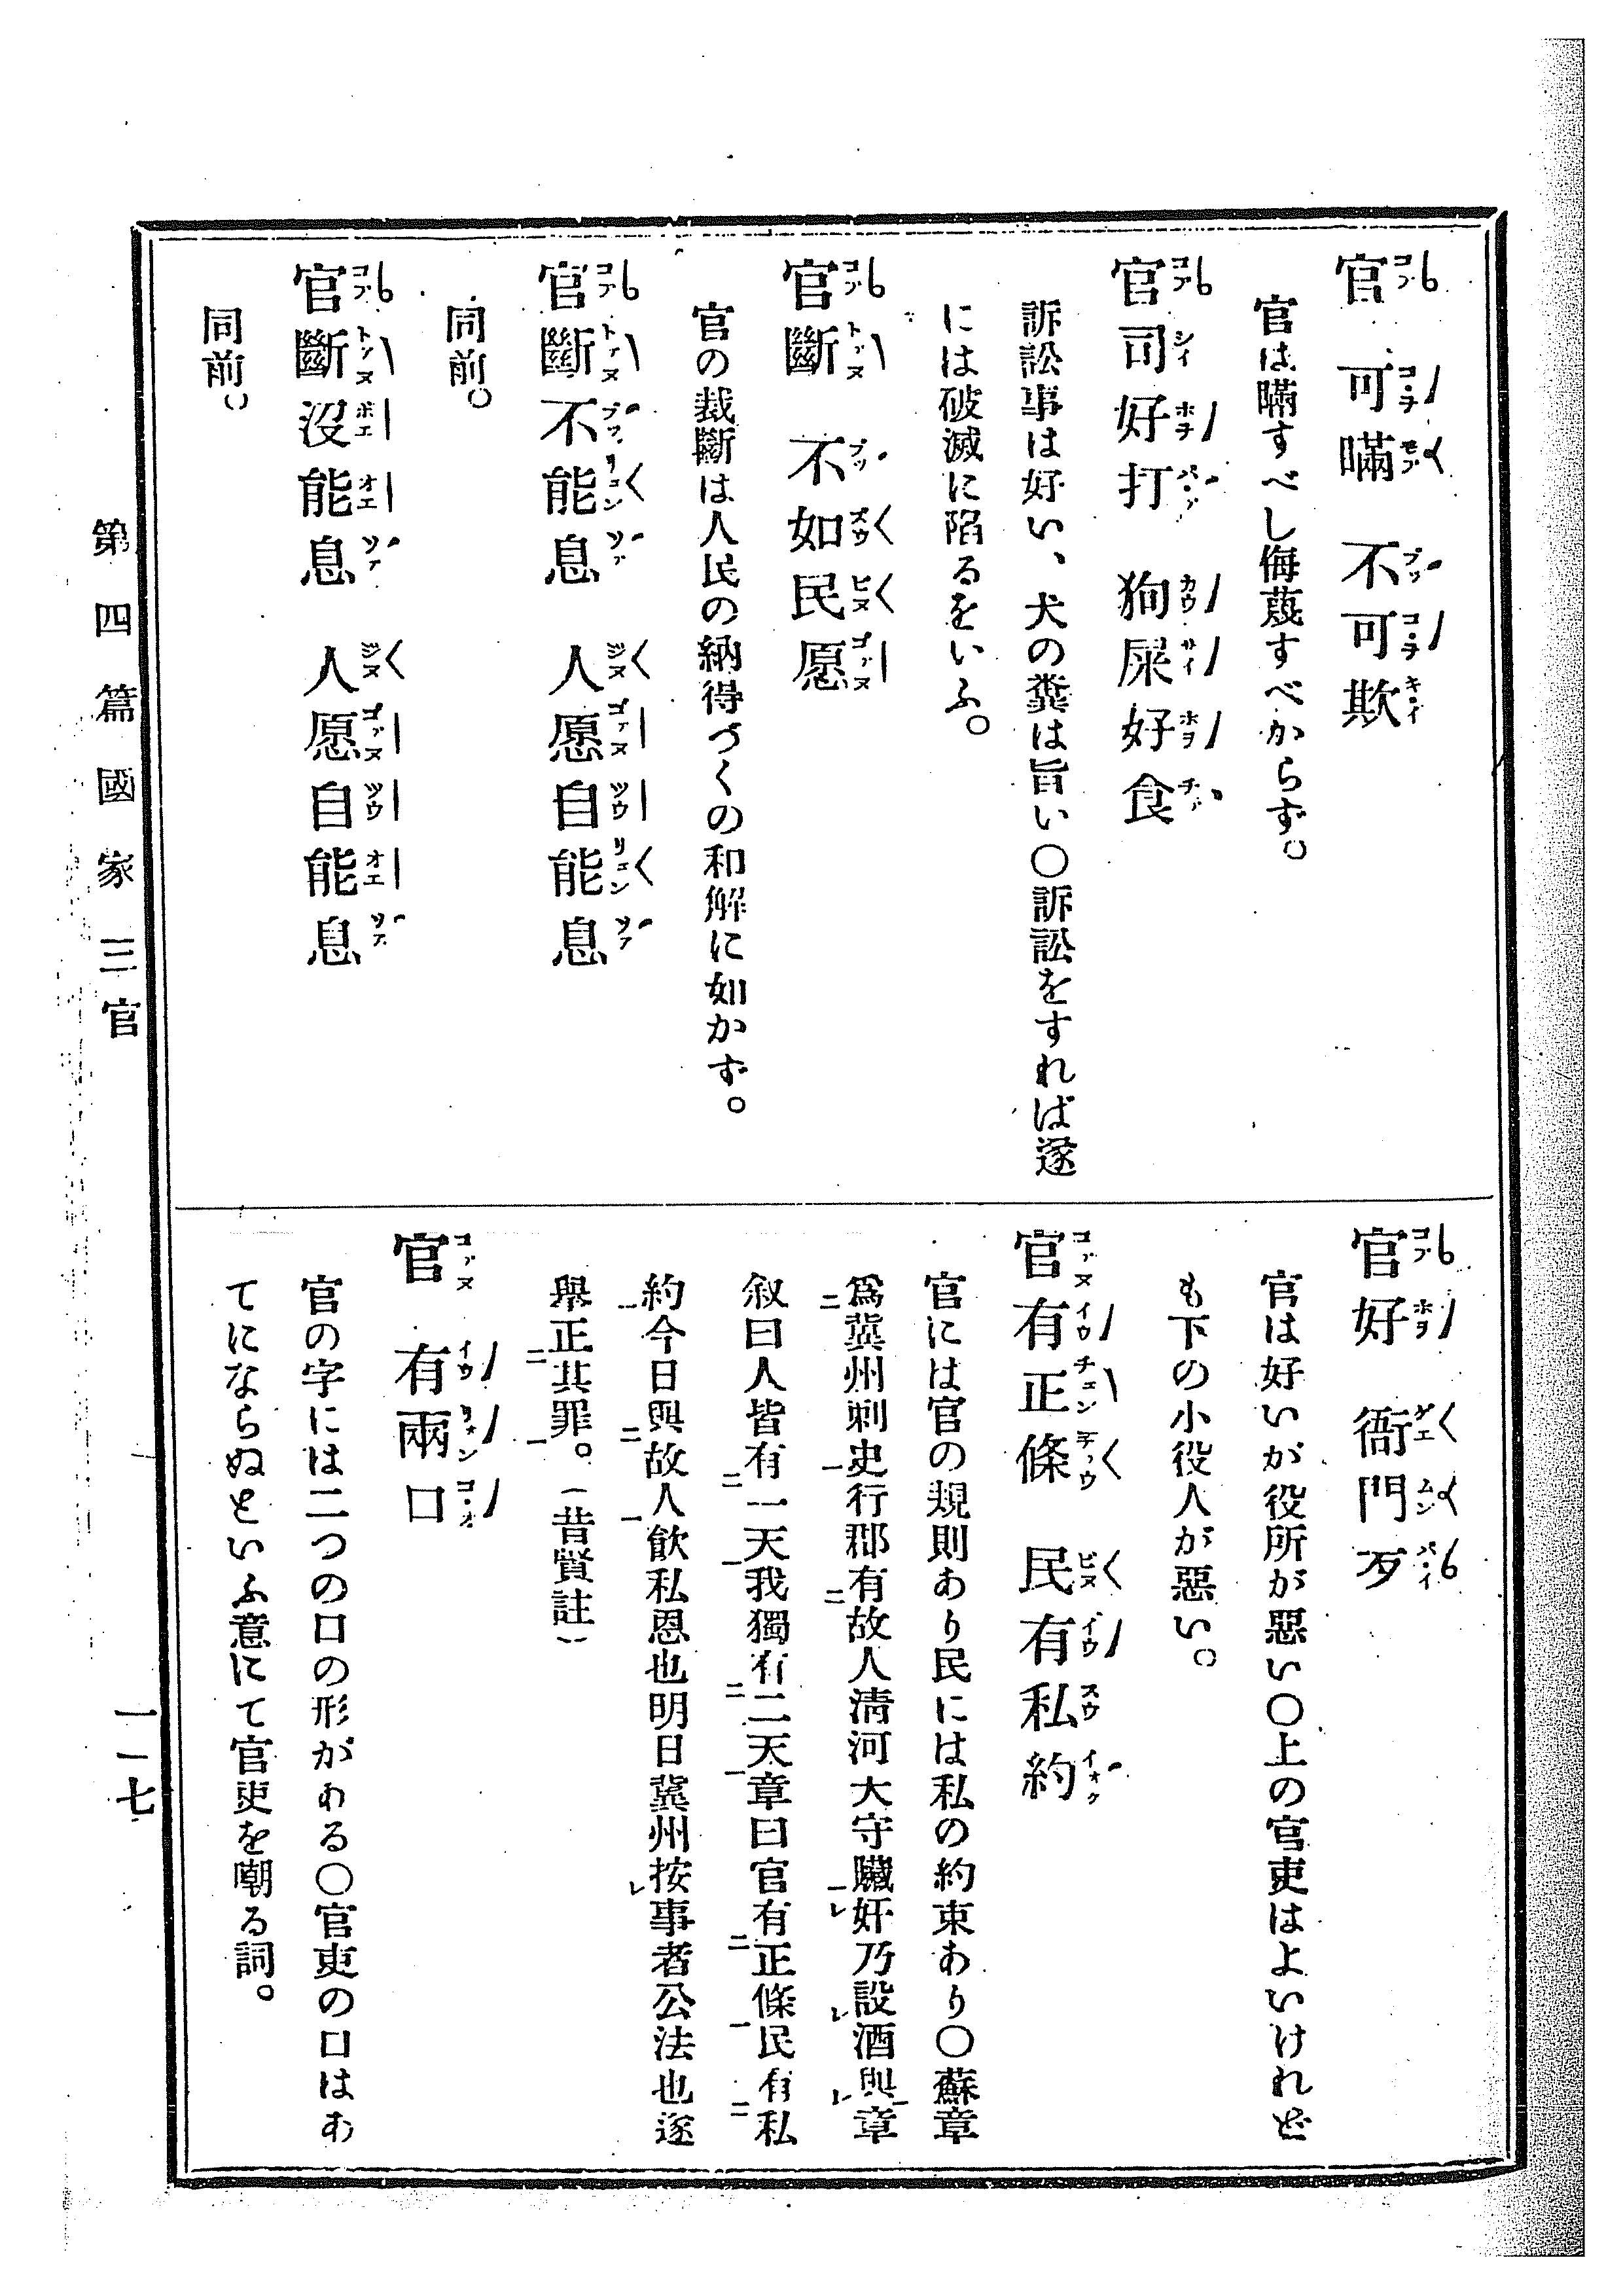 官 可瞞 不可欺
官は瞞すべし侮蔑すべからず。
官司好打 狗屎好食
訴訟事は好い、犬の糞は旨い〇訴訟をすれば遂
には破滅に陷るをいふ。
官斷 不如民愿
官の裁斷は人民の納得づくの和解に如かず。
官斷不能息 人愿自能息
同前。
官斷沒能息 人愿自能息
同前。
官好 衙門歹
官は好いが役所が惡い〇上の官吏はよいけれど
も下の小役人が惡い。
官有正條 民有私約
官には官の規則あり民には私の約束あり〇蘇章
爲冀州刺史行郡有故人清河大守贜奸乃設酒與章
叙曰人皆有一天我獨有二天章曰官有正條民有私
約今日與故人飮私恩也明日冀州按事者公法也遂
擧正其罪。(昔賢註)
官 有兩口
官の字には二つの口の形がある〇官吏の口はあ
てにならぬといふ意にて官吏を嘲る詞。
第四篇 國家 三 官
一一七